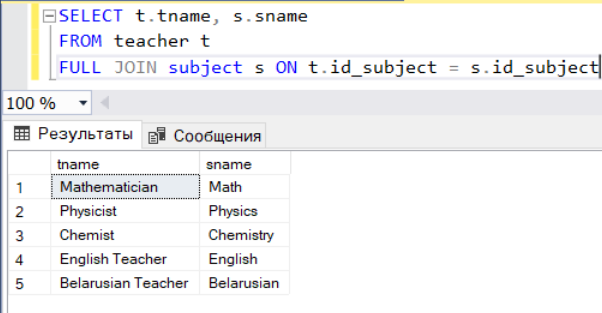 SELECT t.tname, s.sname
FROM teacher t
FULL JOIN subject s ON t.id_subject = s.id_subject
100 %
Результаты Сообщения
tname sname
1 Mathematician Math
2 Physicist Physics
3 Chemist Chemistry
4 English Teacher English
5 Belarusian Teacher Belarusian